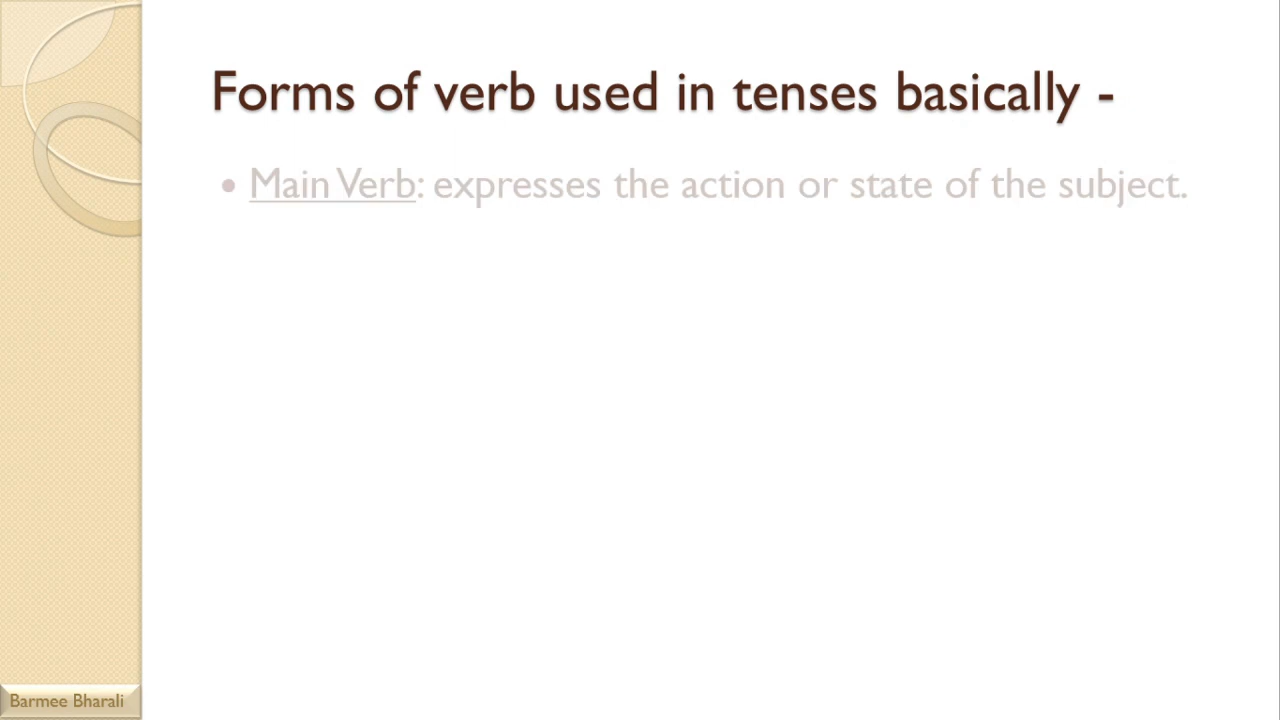 Forms of verb used in tenses basically -
• Main Verb: expresses the action or state of the subject.
Barmee Bharali